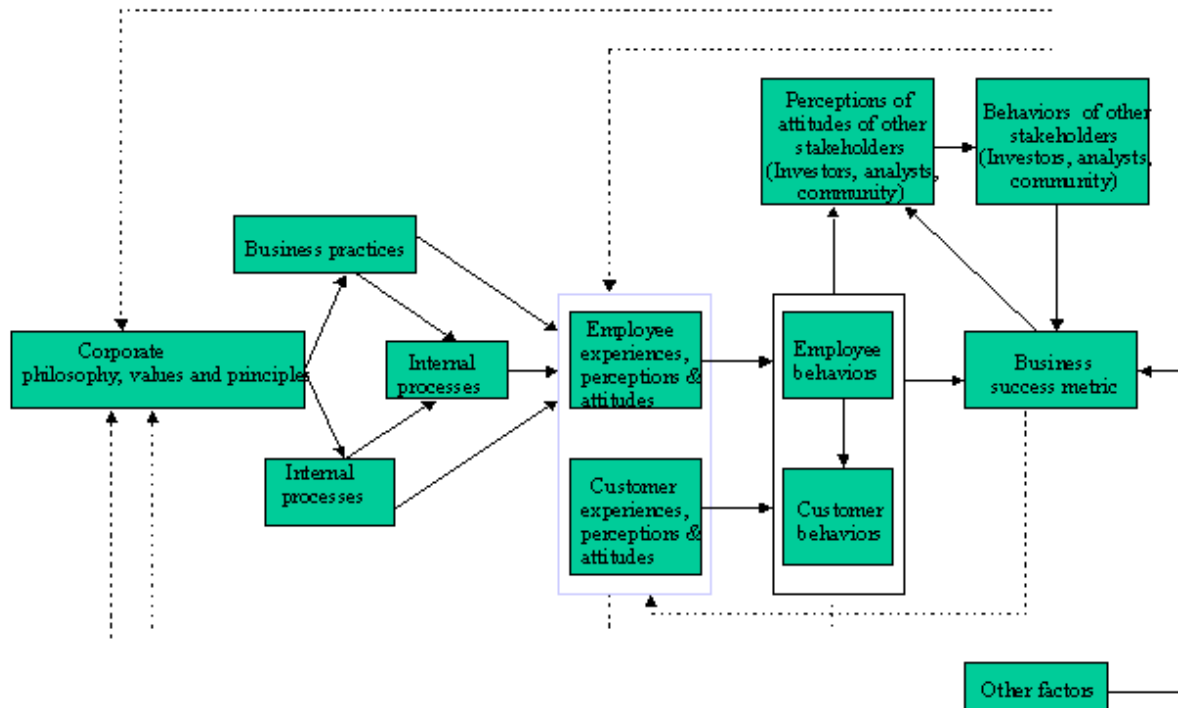 Perceptions of
attitudes of other
stakeholders
(Investors, analysts,
community)
Behaviors of other
stakeholders
(Investors, analysts,
community)
Business practices
Corporate
philosophy, values and principles
Internal
processes
Employee
experiences,
perceptions &
attitudes
Employee
behaviors
Business
success metric
Internal
processes
Customer
experiences,
perceptions &
attitudes
Customer
behaviors
Other factors